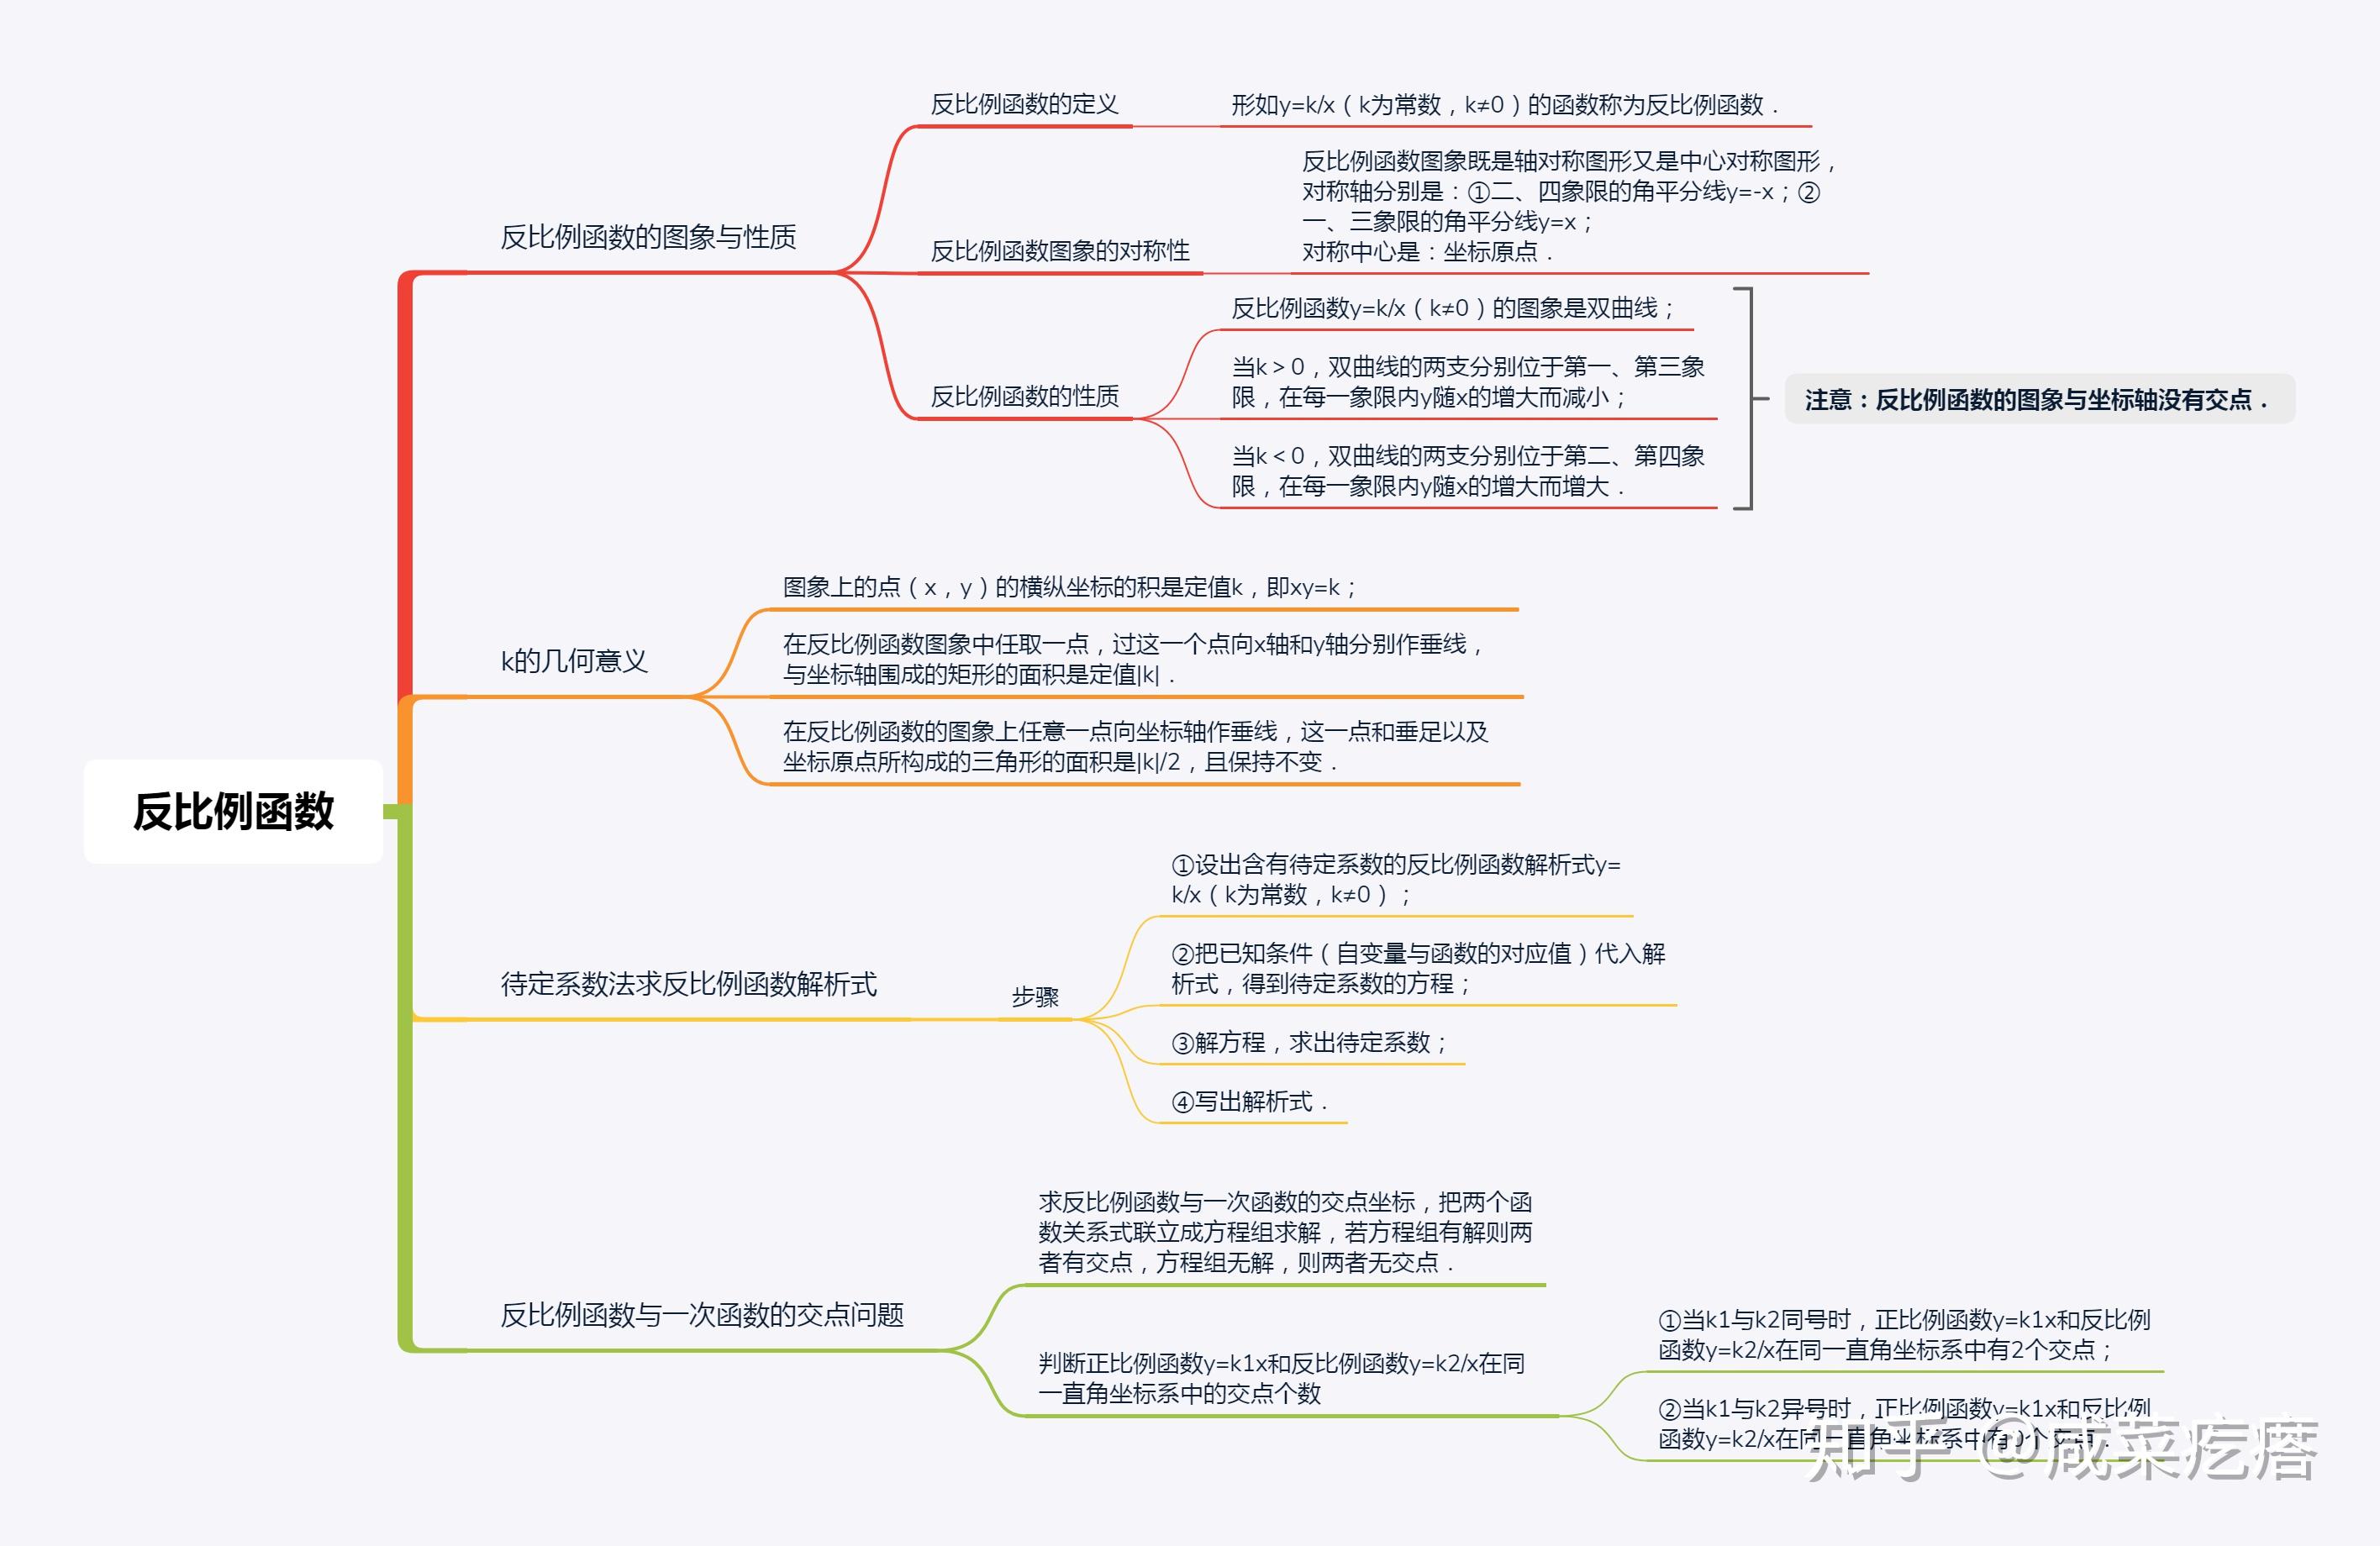 反比例函数
反比例函数的图象与性质
反比例函数的定义
形如y=k/x（k为常数，k≠0）的函数称为反比例函数．
反比例函数图象的对称性
反比例函数图象既是轴对称图形又是中心对称图形，
对称轴分别是：①二、四象限的角平分线y=-x；②
一、三象限的角平分线y=x；
对称中心是：坐标原点．
反比例函数的性质
反比例函数y=k/x（k≠0）的图象是双曲线；
当k＞0，双曲线的两支分别位于第一、第三象
限，在每一象限内y随x的增大而减小；
当k＜0，双曲线的两支分别位于第二、第四象
限，在每一象限内y随x的增大而增大．
注意：反比例函数的图象与坐标轴没有交点．
k的几何意义
图象上的点（x，y）的横纵坐标的积是定值k，即xy=k；
在反比例函数图象中任取一点，过这一个点向x轴和y轴分别作垂线，
与坐标轴围成的矩形的面积是定值|k|．
在反比例函数的图象上任意一点向坐标轴作垂线，这一点和垂足以及
坐标原点所构成的三角形的面积是|k|/2，且保持不变．
待定系数法求反比例函数解析式
步骤
①设出含有待定系数的反比例函数解析式y=
k/x（k为常数，k≠0）；
②把已知条件（自变量与函数的对应值）代入解
析式，得到待定系数的方程；
③解方程，求出待定系数；
④写出解析式．
反比例函数与一次函数的交点问题
求反比例函数与一次函数的交点坐标，把两个函
数关系式联立成方程组求解，若方程组有解则两
者有交点，方程组无解，则两者无交点．
判断正比例函数y=k1x和反比例函数y=k2/x在同
一直角坐标系中的交点个数
①当k1与k2同号时，正比例函数y=k1x和反比例
函数y=k2/x在同一直角坐标系中有2个交点；
②当k1与k2异号时，正比例函数y=k1x和反比例
函数y=k2/x在同一直角坐标系中有0个交点．
知乎 @咸菜疙瘩